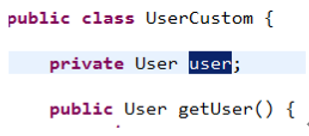 public class UserCustom {
private User user;
public User getUser() {